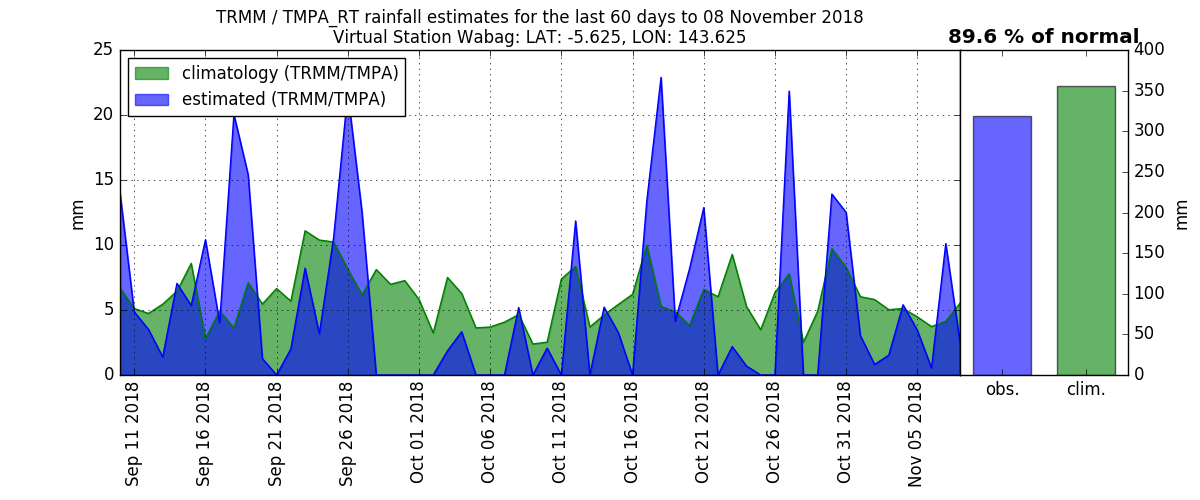 TRMM / TMPA_RT rainfall estimates for the last 60 days to 08 November 2018
Virtual Station Wabag: LAT: -5.625, LON: 143.625
89.6 % of normal
climatology (TRMM/TMPA)
estimated (TRMM/TMPA)
25
20
15
10
5
0
mm
400
350
300
250
200
150
100
50
0
mm
obs.
clim.
Sep 11 2018
Sep 16 2018
Sep 21 2018
Sep 26 2018
Oct 01 2018
Oct 06 2018
Oct 11 2018
Oct 16 2018
Oct 21 2018
Oct 26 2018
Oct 31 2018
Nov 05 2018